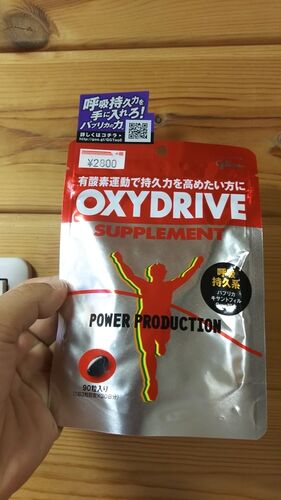 呼吸持久力を
手に入れろ!
パプリカの力。
詳しくはコチラ▶
¥2800
Glico
有酸素運動で持久力を高めたい方に
OXYDRIVE
SUPPLEMENT
呼吸
持久系
パプリカ
キサントフィル
POWER PRODUCTION
90粒入り